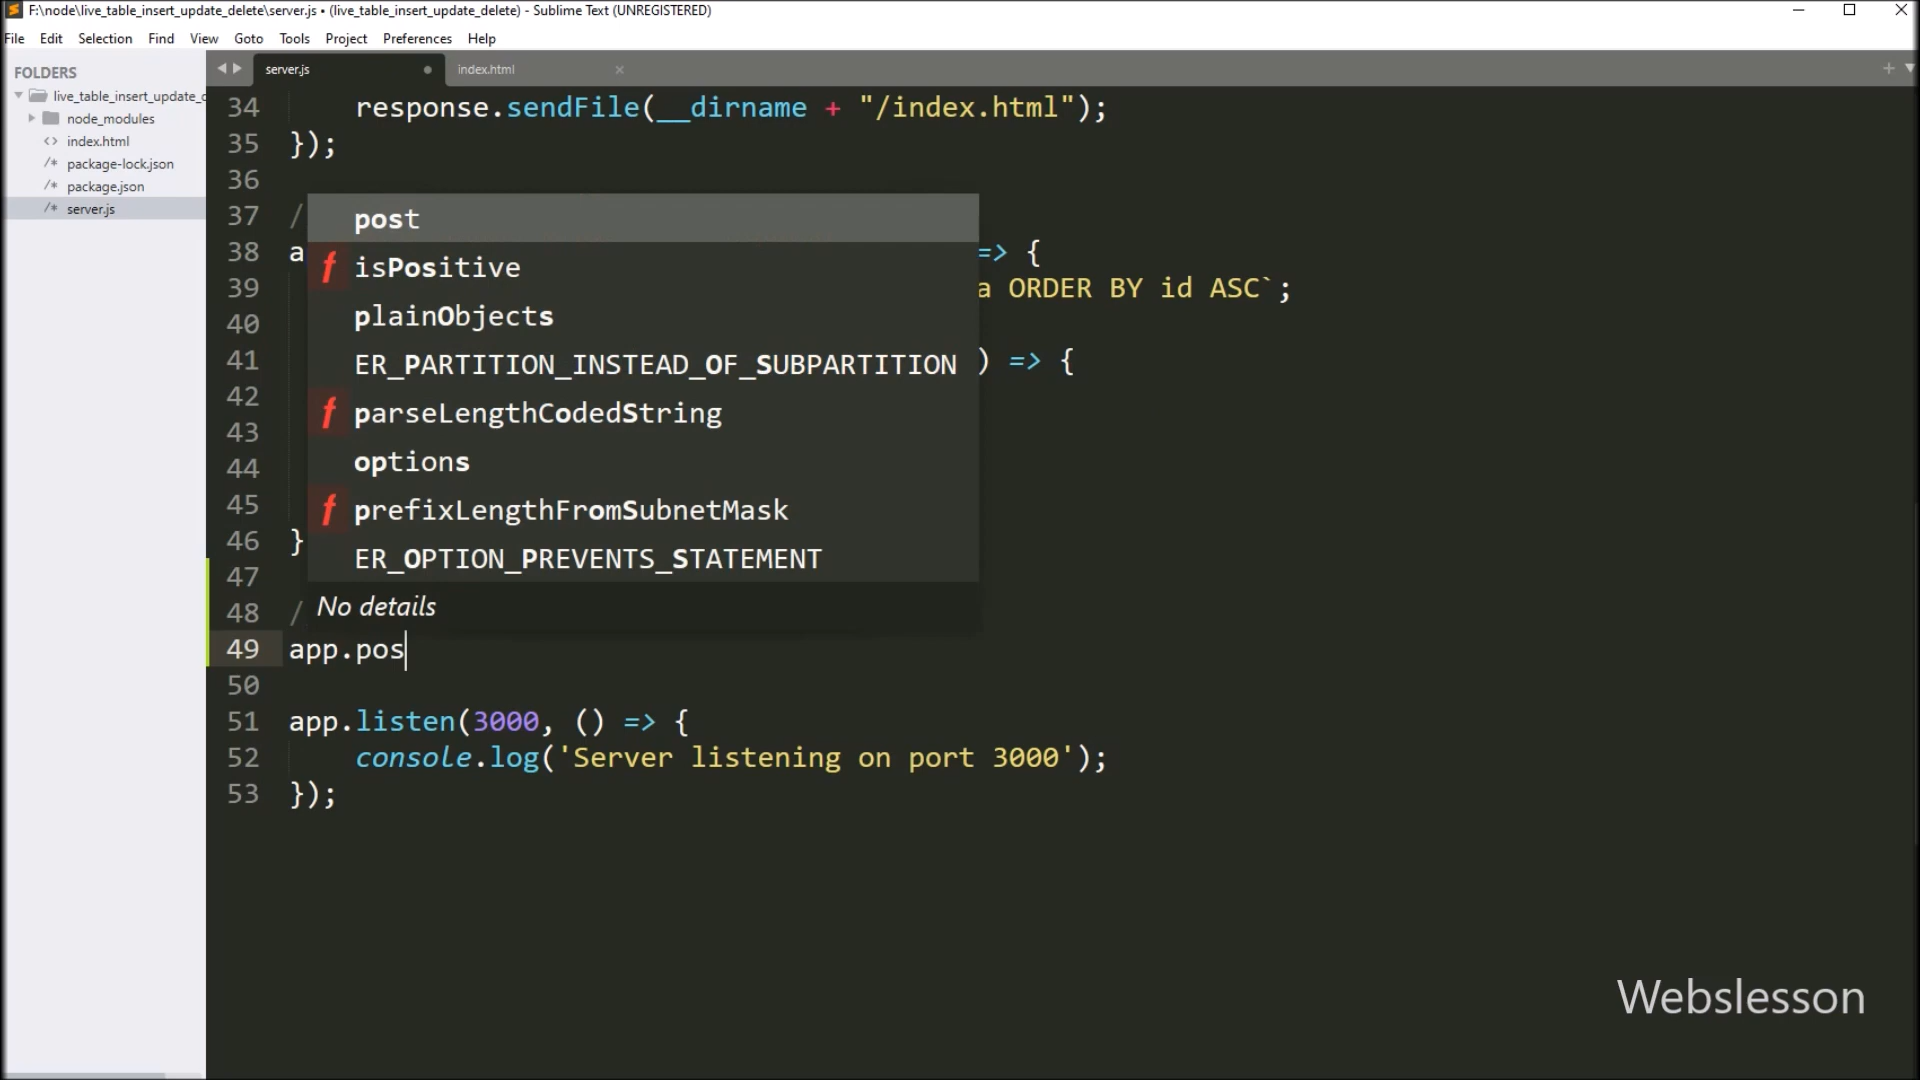 F:\node\live_table_insert_update_delete\server.js • (live_table_insert_update_delete) - Sublime Text (UNREGISTERED)
File Edit Selection Find View Goto Tools Project Preferences Help
FOLDERS
live_table_insert_update_d
node_modules
<> index.html
/* package-lock.json
/* package.json
/* server.js
server.js index.html
34 response.sendFile(__dirname + "/index.html");
35 });
36
37 /
38 a => {
39 a ORDER BY id ASC`;
40
41 ) => {
42
43
44
45
46 }
47
48 /
49 app.pos
50
51 app.listen(3000, () => {
52 console.log('Server listening on port 3000');
53 });
post
f isPositive
plainObjects
ER_PARTITION_INSTEAD_OF_SUBPARTITION
f parseLengthCodedString
options
f prefixLengthFromSubnetMask
ER_OPTION_PREVENTS_STATEMENT
No details
Webslesson